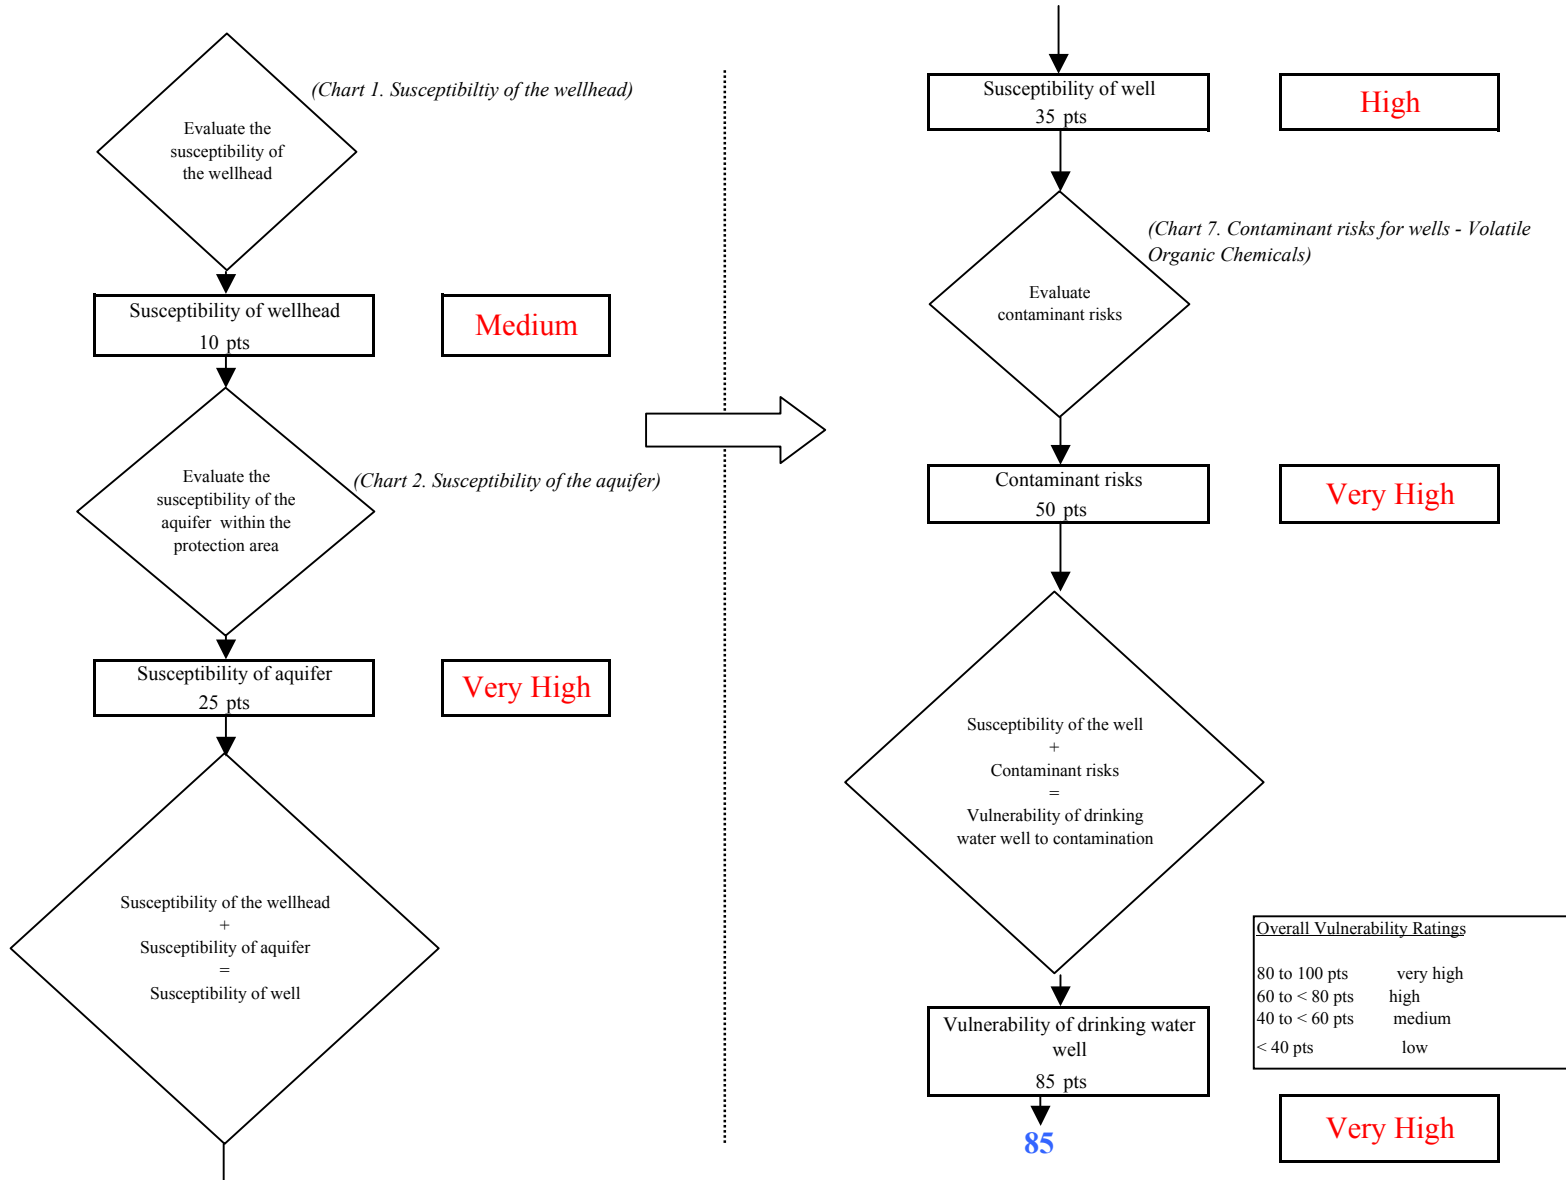 (Chart 1. Susceptibiltiy of the wellhead)
Evaluate the
susceptibility of
the wellhead
Susceptibility of wellhead
10 pts
Medium
(Chart 2. Susceptibility of the aquifer)
Evaluate the
susceptibility of the
aquifer within the
protection area
Susceptibility of aquifer
25 pts
Very High
Susceptibility of the wellhead
+
Susceptibility of aquifer
=
Susceptibility of well
Susceptibility of well
35 pts
High
(Chart 7. Contaminant risks for wells - Volatile
Organic Chemicals)
Evaluate
contaminant risks
Contaminant risks
50 pts
Very High
Susceptibility of the well
+
Contaminant risks
=
Vulnerability of drinking
water well to contamination
Overall Vulnerability Ratings
80 to 100 pts very high
60 to < 80 pts high
40 to < 60 pts medium
< 40 pts low
Vulnerability of drinking water
well
85 pts
85
Very High